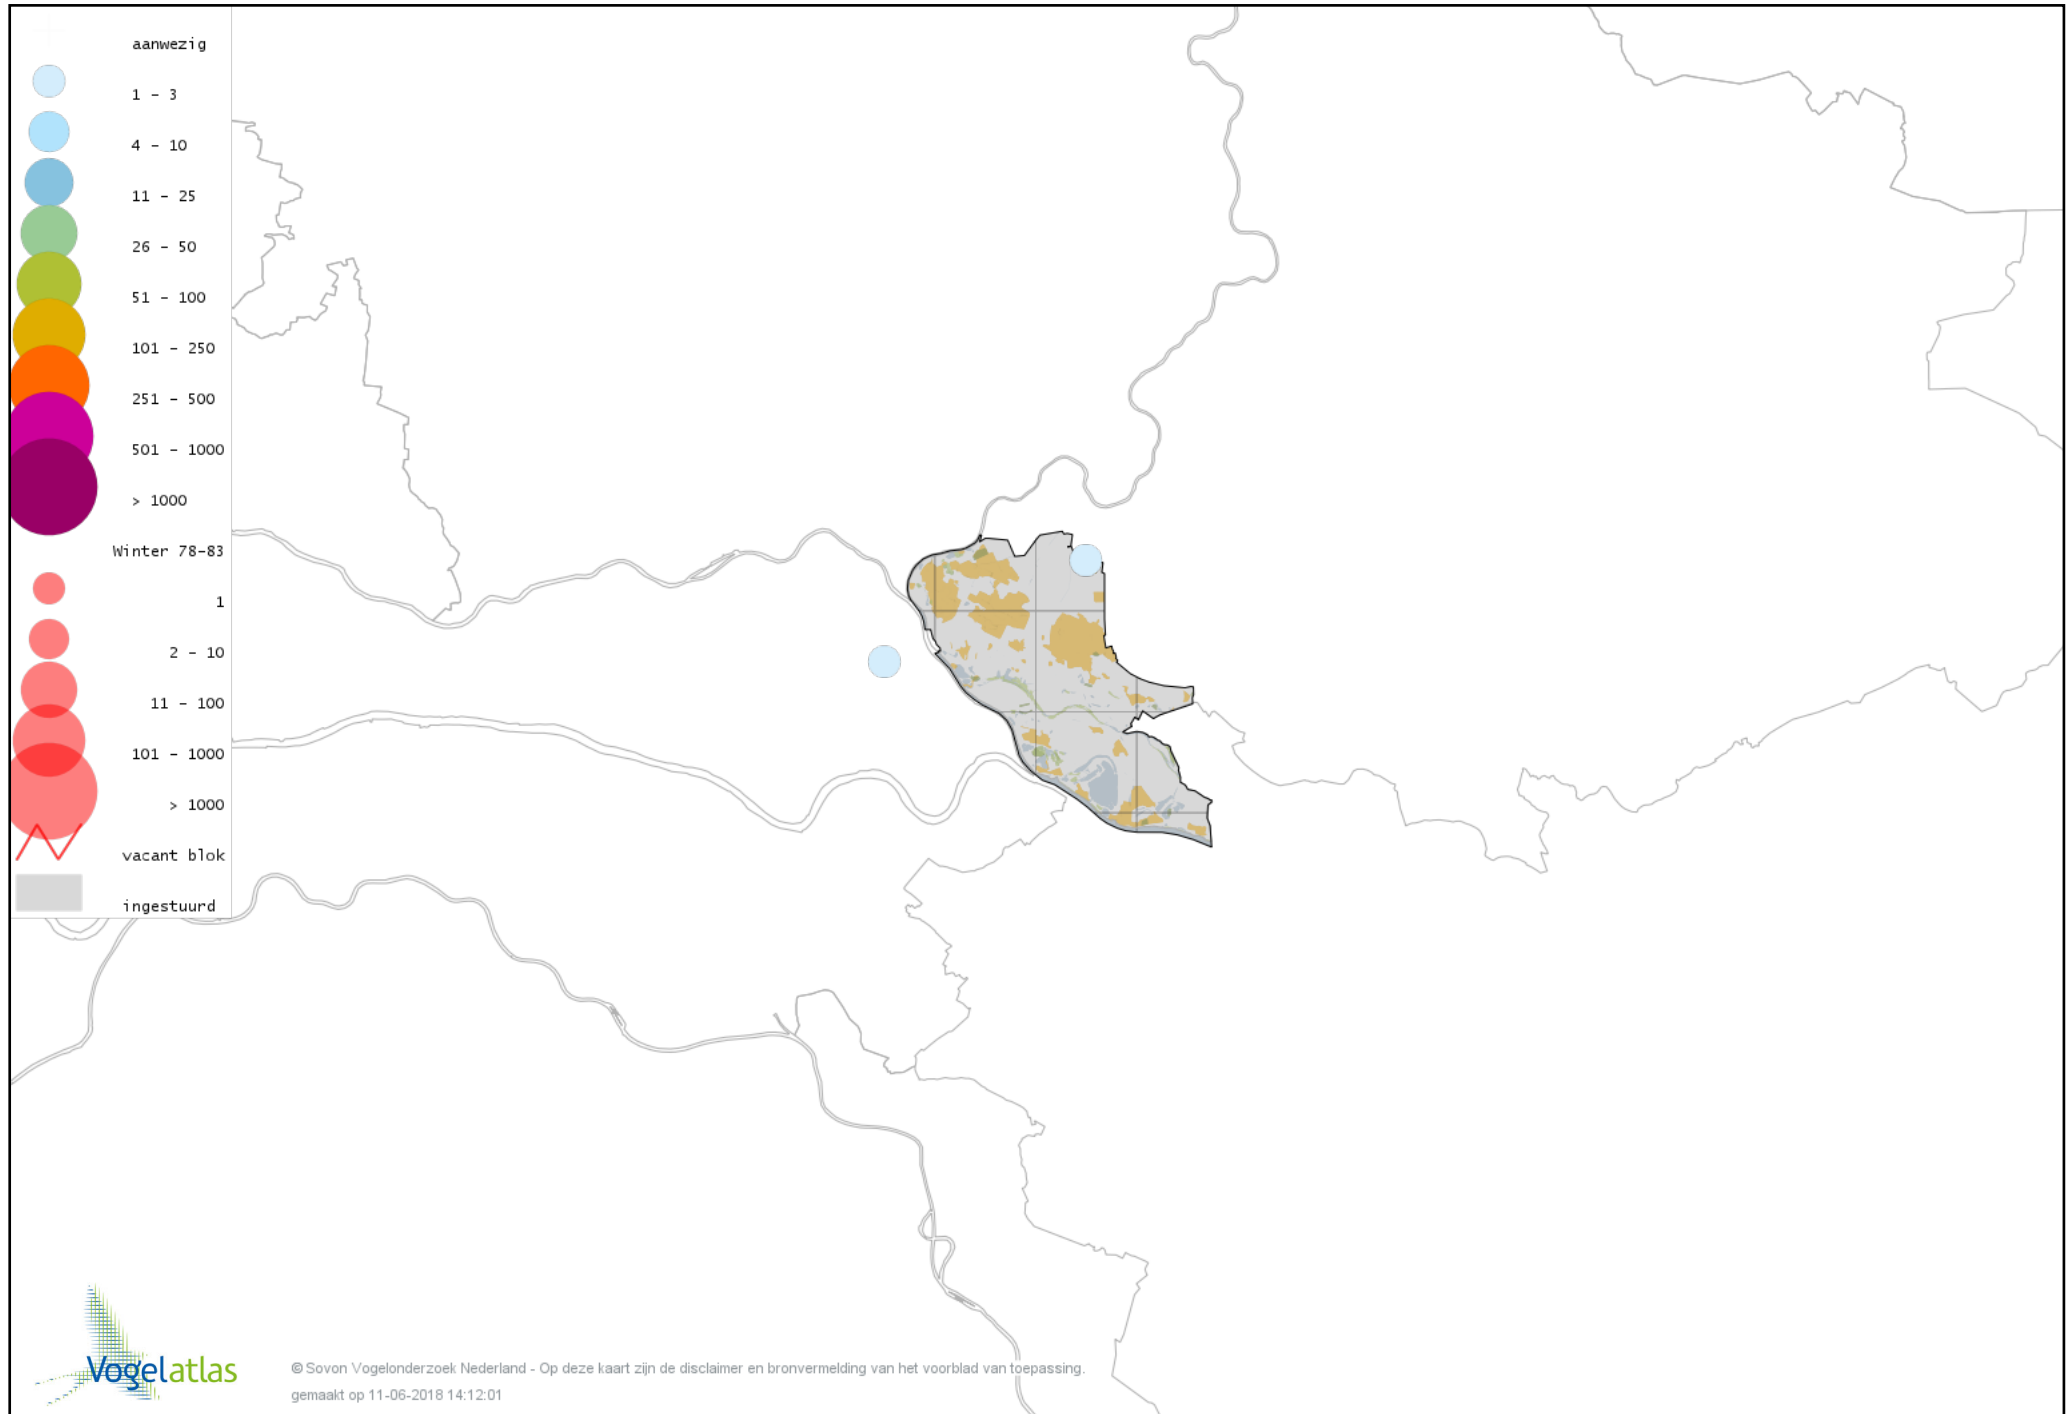 aanwezig
1 - 3
4 - 10
11 - 25
26 - 50
51 - 100
101 - 250
251 - 500
501 - 1000
> 1000
Winter 78-83
1
2 - 10
11 - 100
101 - 1000
> 1000
vacant blok
ingestuurd
Vogelatlas
© Sovon Vogelonderzoek Nederland - Op deze kaart zijn de disclaimer en bronvermelding van het voorblad van toepassing.
gemaakt op 11-06-2018 14:12:01